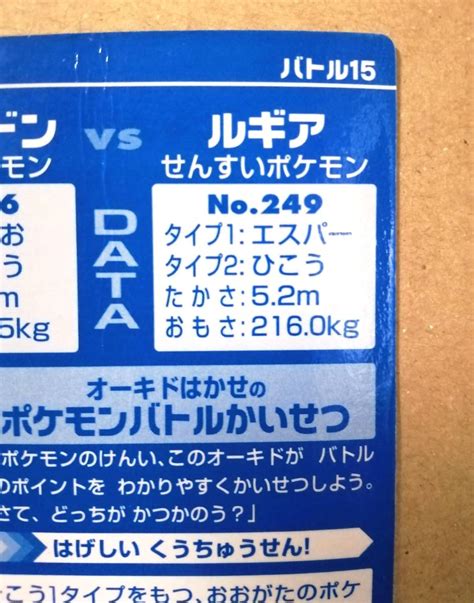 バトル15
ドン vs ルギア
モン せんすいポケモン
6 DATA No.249
お タイプ1:エスパー
う タイプ2:ひこう
m たかさ:5.2m
5kg おもさ:216.0kg
オーキドはかせの
ポケモンバトルかいせつ
ポケモンのけんい、このオーキドが バトル
のポイントを わかりやすくかいせつしよう。
さて、どっちが かつかのう?」
はげしい くうちゅうせん!
こう1タイプをもつ、おおがたのポケ